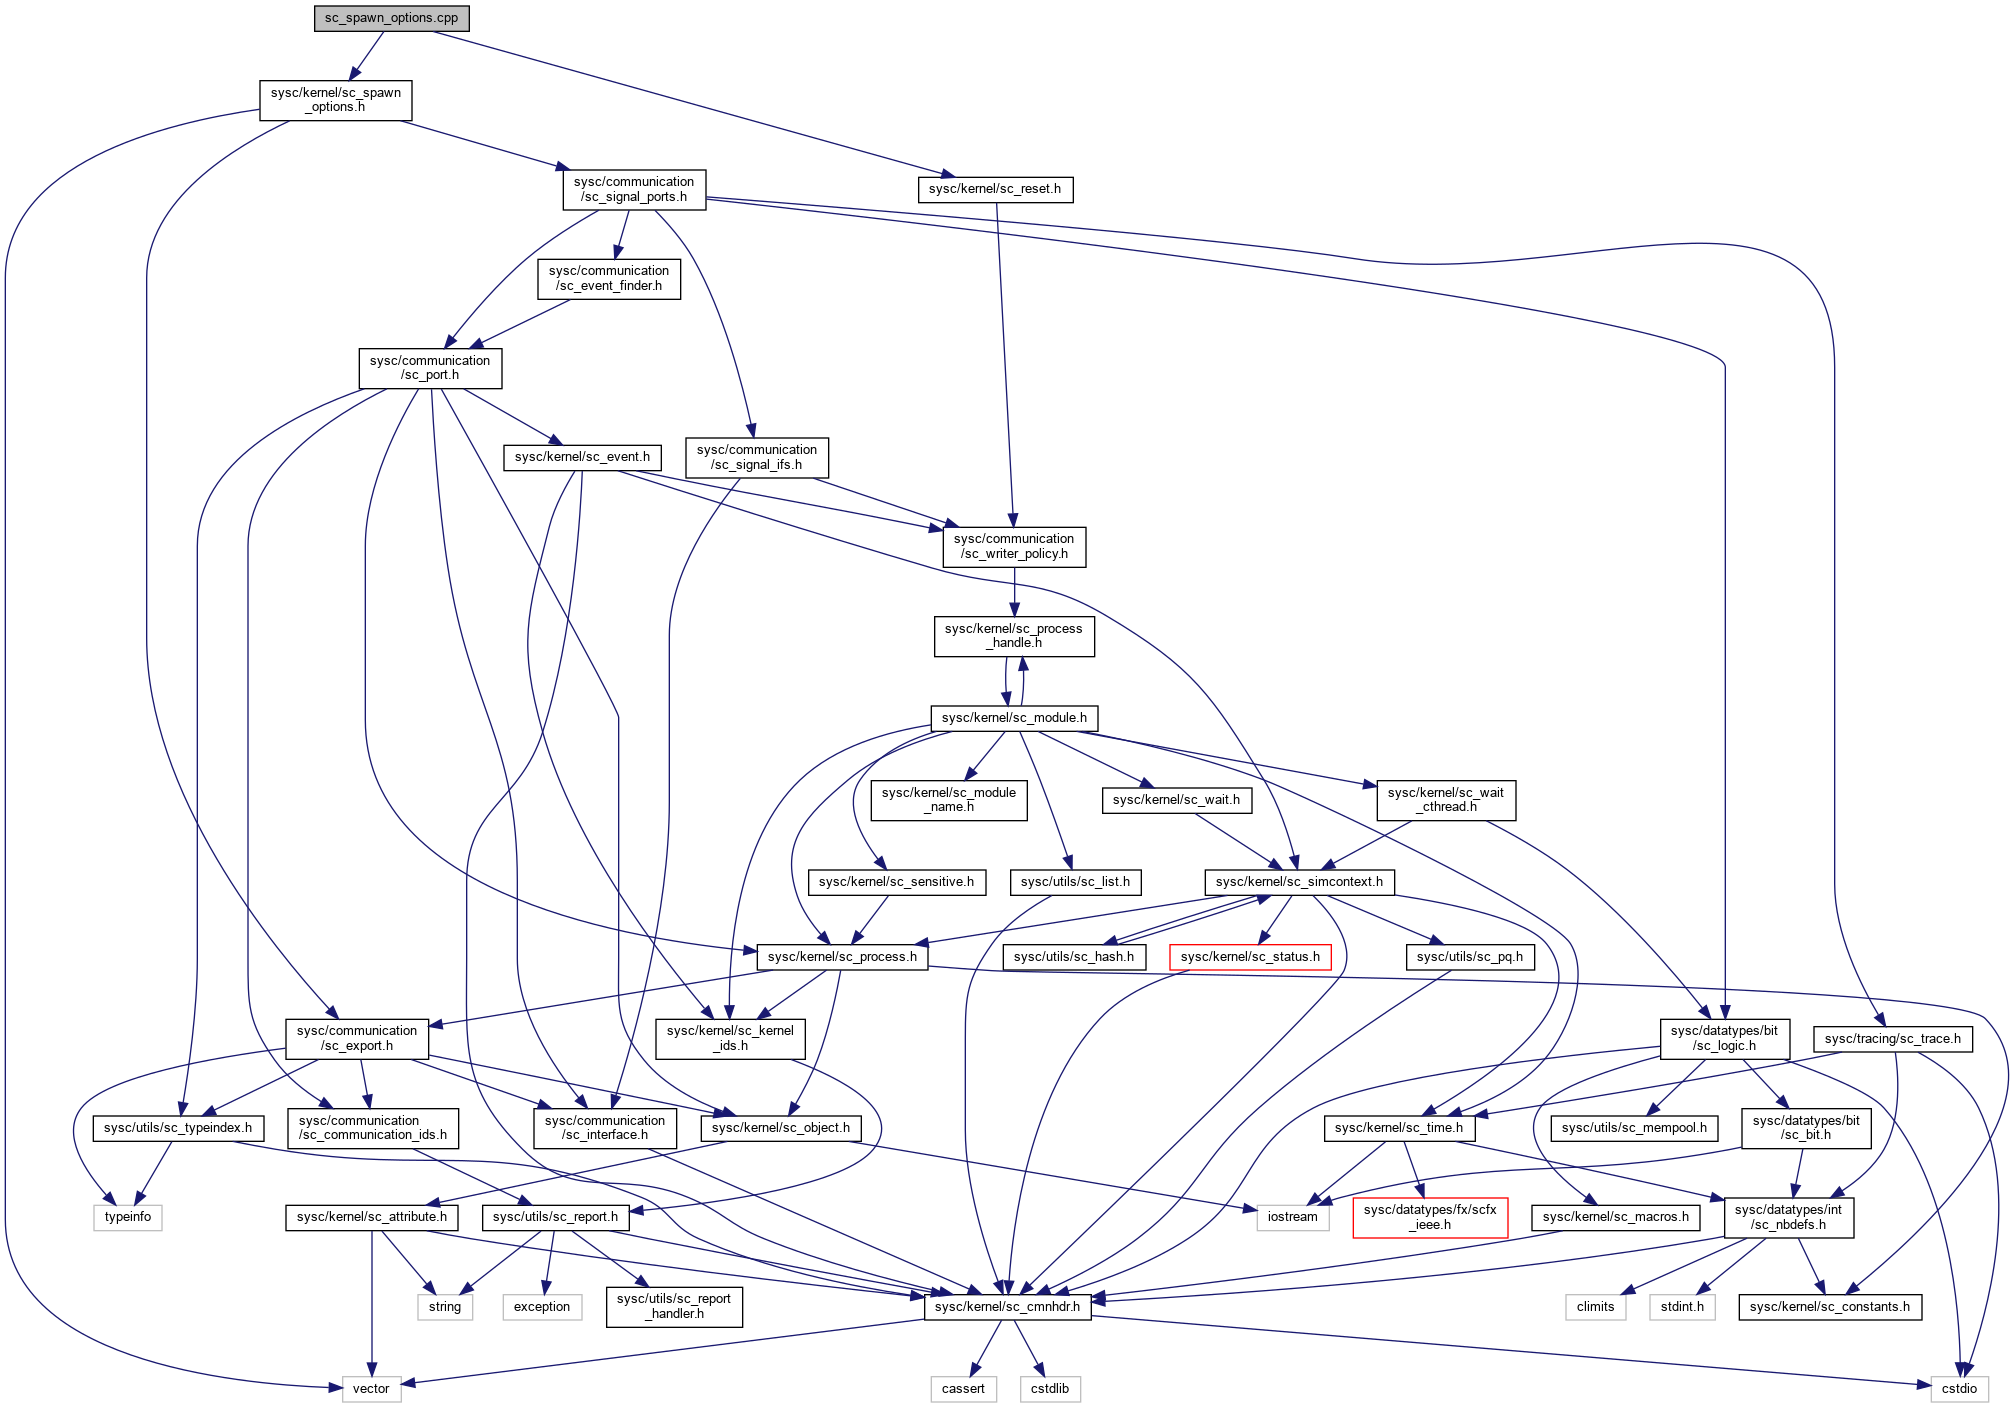 sc_spawn_options.cpp
sysc/kernel/sc_spawn
_options.h
sysc/communication
/sc_signal_ports.h
sysc/kernel/sc_reset.h
sysc/communication
/sc_event_finder.h
sysc/communication
/sc_port.h
sysc/kernel/sc_event.h
sysc/communication
/sc_signal_ifs.h
sysc/communication
/sc_writer_policy.h
sysc/kernel/sc_process
_handle.h
sysc/kernel/sc_module.h
sysc/kernel/sc_module
_name.h
sysc/kernel/sc_wait.h
sysc/kernel/sc_wait
_cthread.h
sysc/kernel/sc_sensitive.h
sysc/utils/sc_list.h
sysc/kernel/sc_simcontext.h
sysc/kernel/sc_process.h
sysc/utils/sc_hash.h
sysc/kernel/sc_status.h
sysc/utils/sc_pq.h
sysc/communication
/sc_export.h
sysc/kernel/sc_kernel
_ids.h
sysc/datatypes/bit
/sc_logic.h
sysc/tracing/sc_trace.h
sysc/utils/sc_typeindex.h
sysc/communication
/sc_communication_ids.h
sysc/communication
/sc_interface.h
sysc/kernel/sc_object.h
sysc/kernel/sc_time.h
sysc/utils/sc_mempool.h
sysc/datatypes/bit
/sc_bit.h
typeinfo
sysc/kernel/sc_attribute.h
sysc/utils/sc_report.h
iostream
sysc/datatypes/fx/scfx
_ieee.h
sysc/kernel/sc_macros.h
sysc/datatypes/int
/sc_nbdefs.h
string
exception
sysc/utils/sc_report
_handler.h
sysc/kernel/sc_cmnhdr.h
climits
stdint.h
sysc/kernel/sc_constants.h
vector
cassert
cstdlib
cstdio